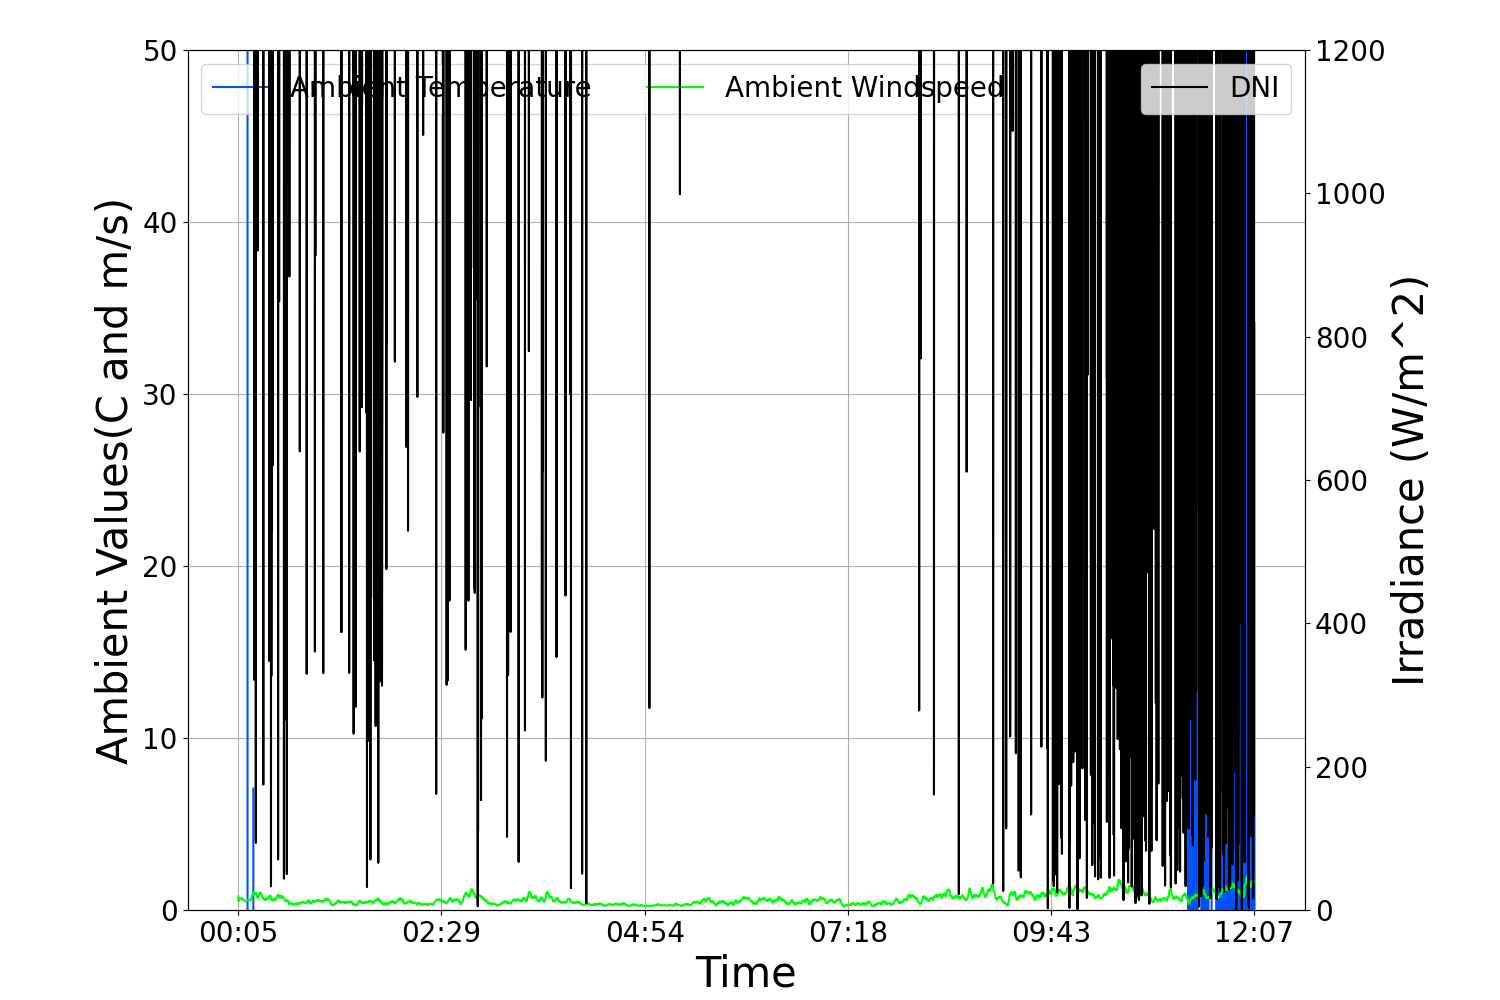 Ambient Temperature
Ambient Windspeed
DNI
50
40
30
20
10
0
Ambient Values(C and m/s)
1200
1000
800
600
400
200
0
Irradiance (W/m^2)
00:05 02:29 04:54 07:18 09:43 12:07
Time